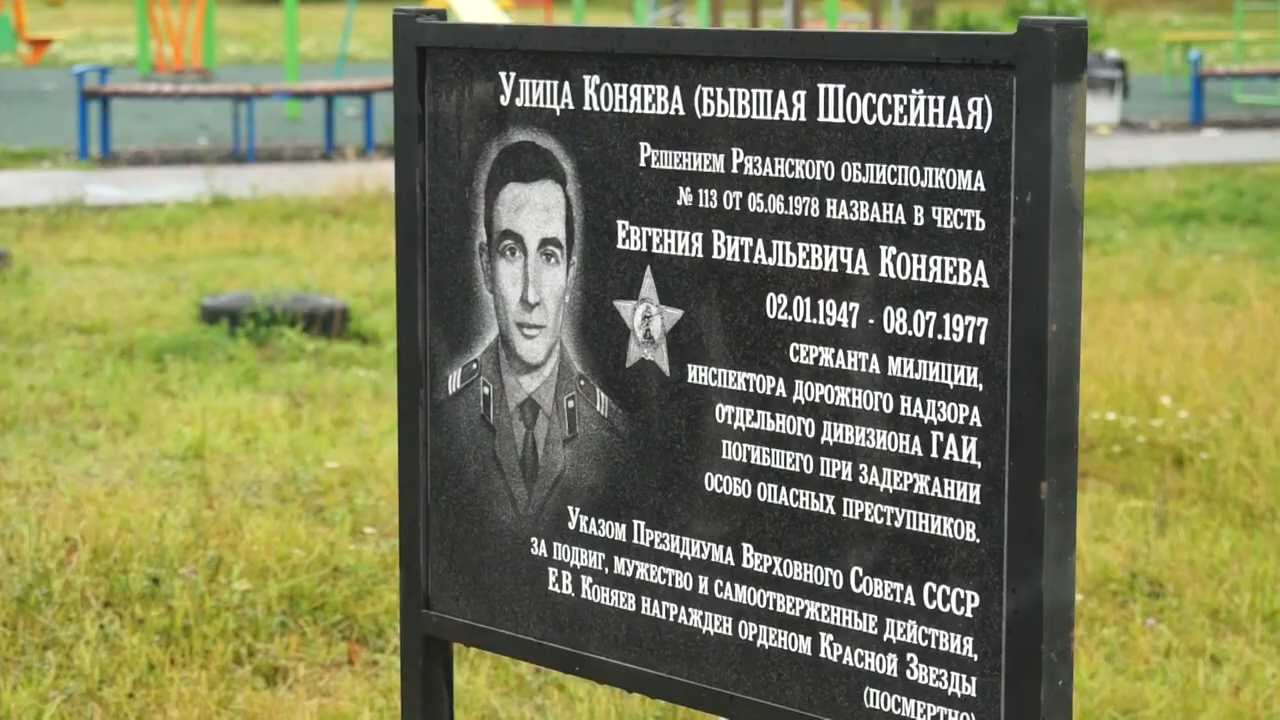 Улица Коняева (бывшая Шоссейная)
Решением Рязанского облисполкома
№ 113 от 05.06.1978 названа в честь
Евгения Витальевича Коняева
02.01.1947 - 08.07.1977
сержанта милиции,
инспектора дорожного надзора
отдельного дивизиона ГАИ,
погибшего при задержании
особо опасных преступников.
Указом Президиума Верховного Совета СССР
за подвиг, мужество и самоотверженные действия,
Е.В. Коняев награжден орденом Красной Звезды
(посмертно)